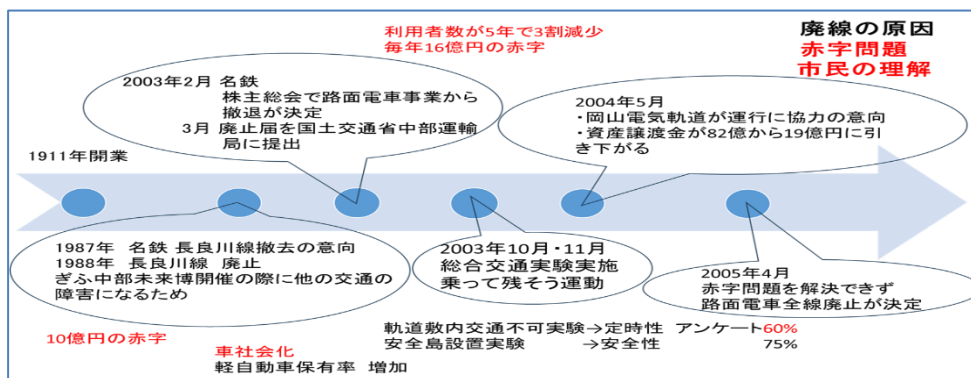 利用者数が5年で3割減少
毎年16億円の赤字
廃線の原因
赤字問題
市民の理解
2003年2月 名鉄
株主総会で路面電車事業から
撤退が決定
3月 廃止届を国土交通省中部運輸
局に提出
2004年5月
・岡山電気軌道が運行に協力の意向
・資産譲渡金が82億から19億円に引
き下がる
1911年開業
1987年 名鉄 長良川線撤去の意向
1988年 長良川線 廃止
ぎふ中部未来博開催の際に他の交通の
障害になるため
2003年10月・11月
総合交通実験実施
乗って残そう運動
2005年4月
赤字問題を解決できず
路面電車全線廃止が決定
10億円の赤字
車社会化
軽自動車保有率 増加
軌道敷内交通不可実験→定時性 アンケート60%
安全島設置実験 →安全性 75%